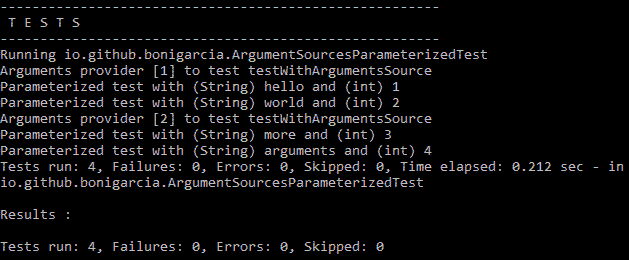 -------------------------------------------------------
 T E S T S
-------------------------------------------------------
Running io.github.bonigarcia.ArgumentSourcesParameterizedTest
Arguments provider [1] to test testWithArgumentsSource
Parameterized test with (String) hello and (int) 1
Parameterized test with (String) world and (int) 2
Arguments provider [2] to test testWithArgumentsSource
Parameterized test with (String) more and (int) 3
Parameterized test with (String) arguments and (int) 4
Tests run: 4, Failures: 0, Errors: 0, Skipped: 0, Time elapsed: 0.212 sec - in
io.github.bonigarcia.ArgumentSourcesParameterizedTest

Results :

Tests run: 4, Failures: 0, Errors: 0, Skipped: 0